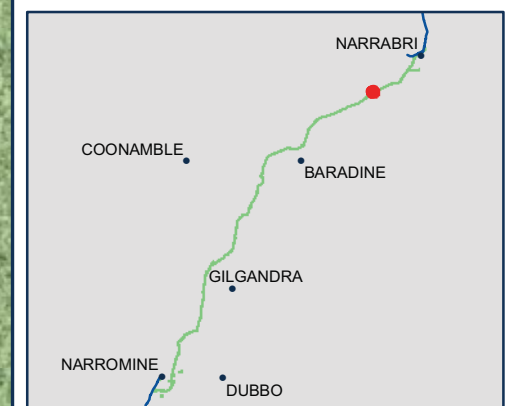 NARRABRI
COONAMBLE
BARADINE
GILGANDRA
NARROMINE
DUBBO